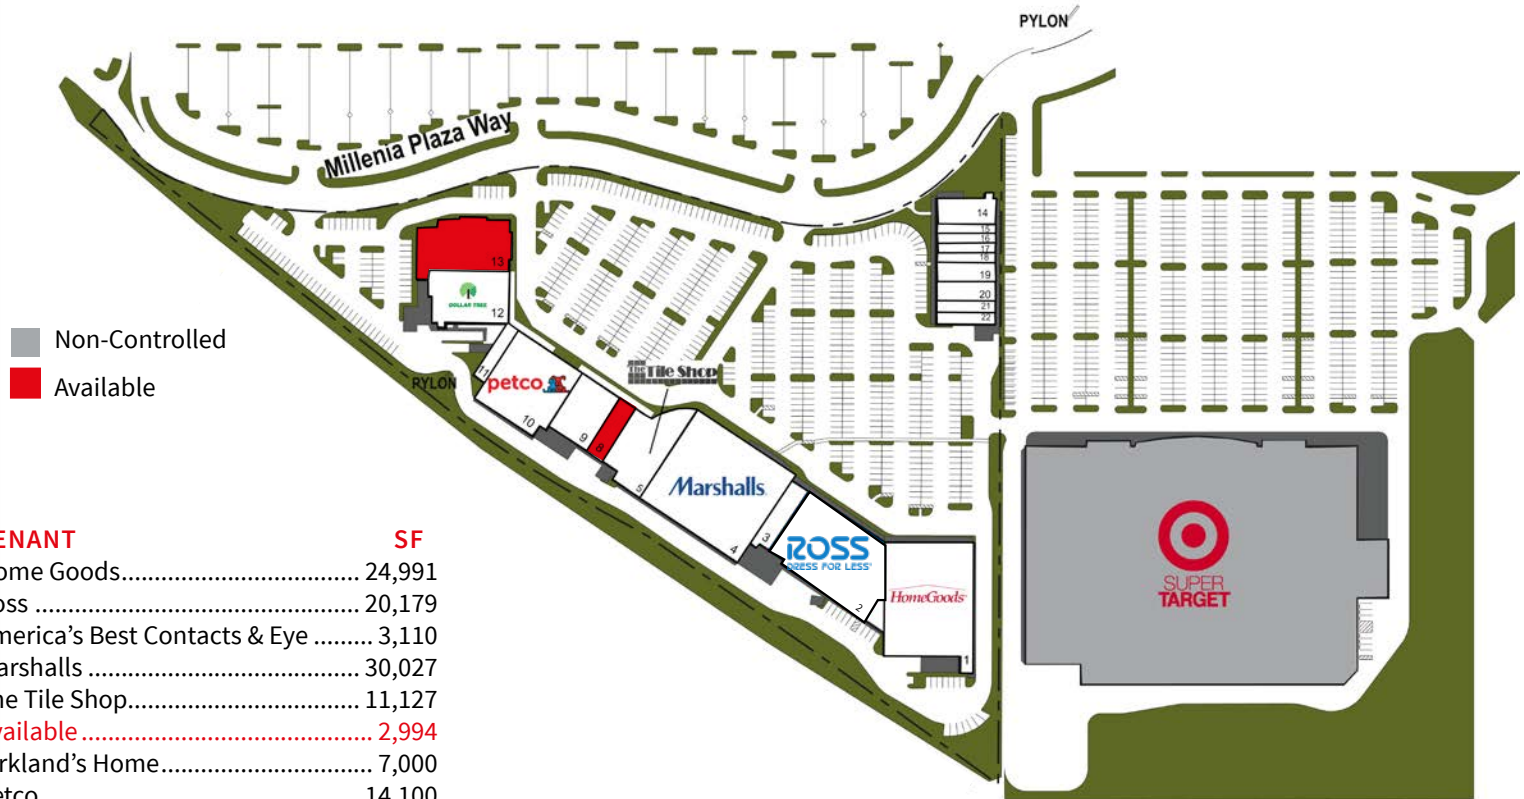 PYLON
Millenia Plaza Way
14
15
16
17
18
19
20
21
22
13
DOLLAR TREE
12
Non-Controlled
Available
PYLON
11
petco
10
The Tile Shop
9
8
5
Marshalls
4
3
ROSS
DRESS FOR LESS
2
HomeGoods
1
SUPER
TARGET
ENANT SF
ome Goods.................................. 24,991
oss .............................................. 20,179
merica's Best Contacts & Eye ......... 3,110
arshalls ....................................... 30,027
he Tile Shop................................. 11,127
vailable ......................................... 2,994
rkland's Home.............................. 7,000
etco 14,100